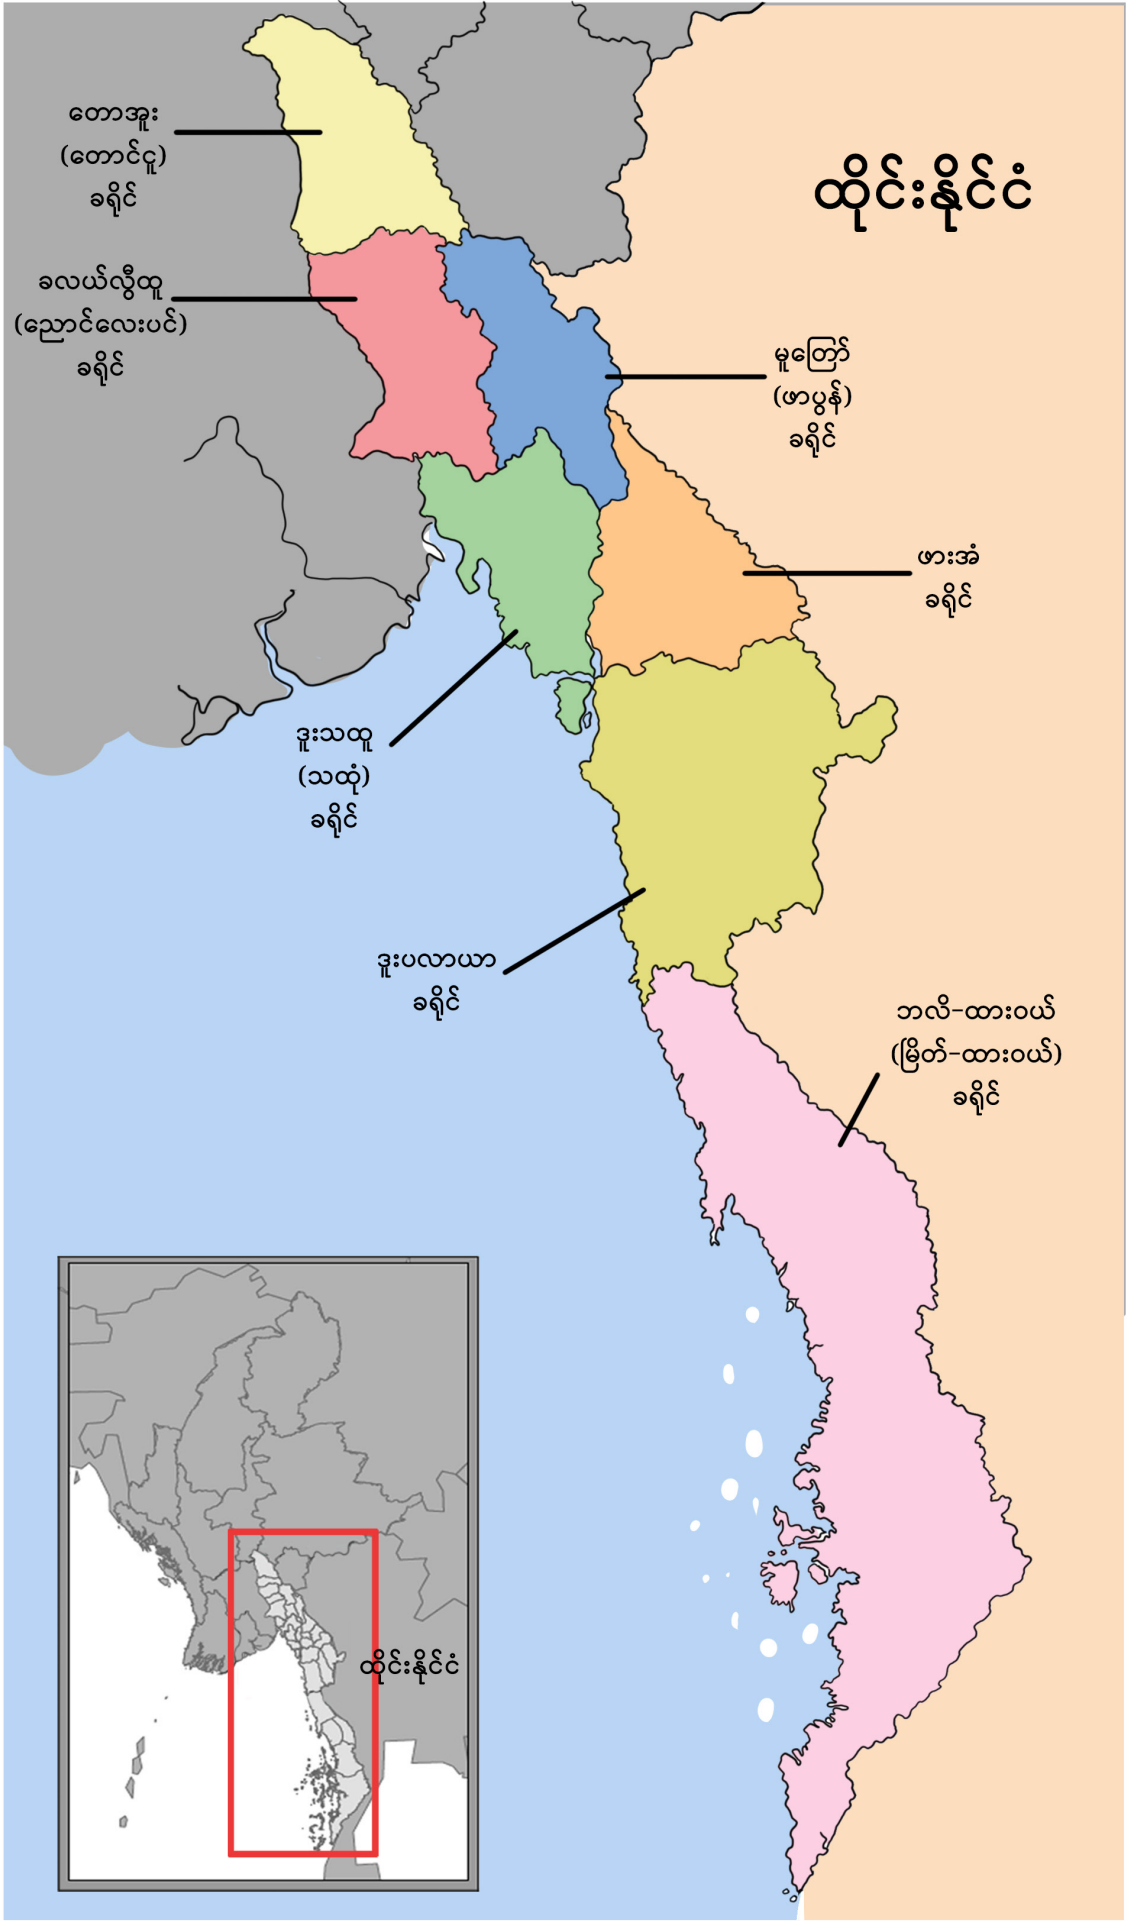 တောအူး
(တောင်ငူ)
ခရိုင်
ထိုင်းနိုင်ငံ
ခလယ်လွီထူ
(ညောင်လေးပင်)
ခရိုင်
မူတြော်
(ဖာပွန်)
ခရိုင်
ဖားအံ
ခရိုင်
ဒူးသထူ
(သထုံ)
ခရိုင်
ဒူးပလာယာ
ခရိုင်
ဘလိ-ထားဝယ်
(မြိတ်-ထားဝယ်)
ခရိုင်
ထိုင်းနိုင်ငံ